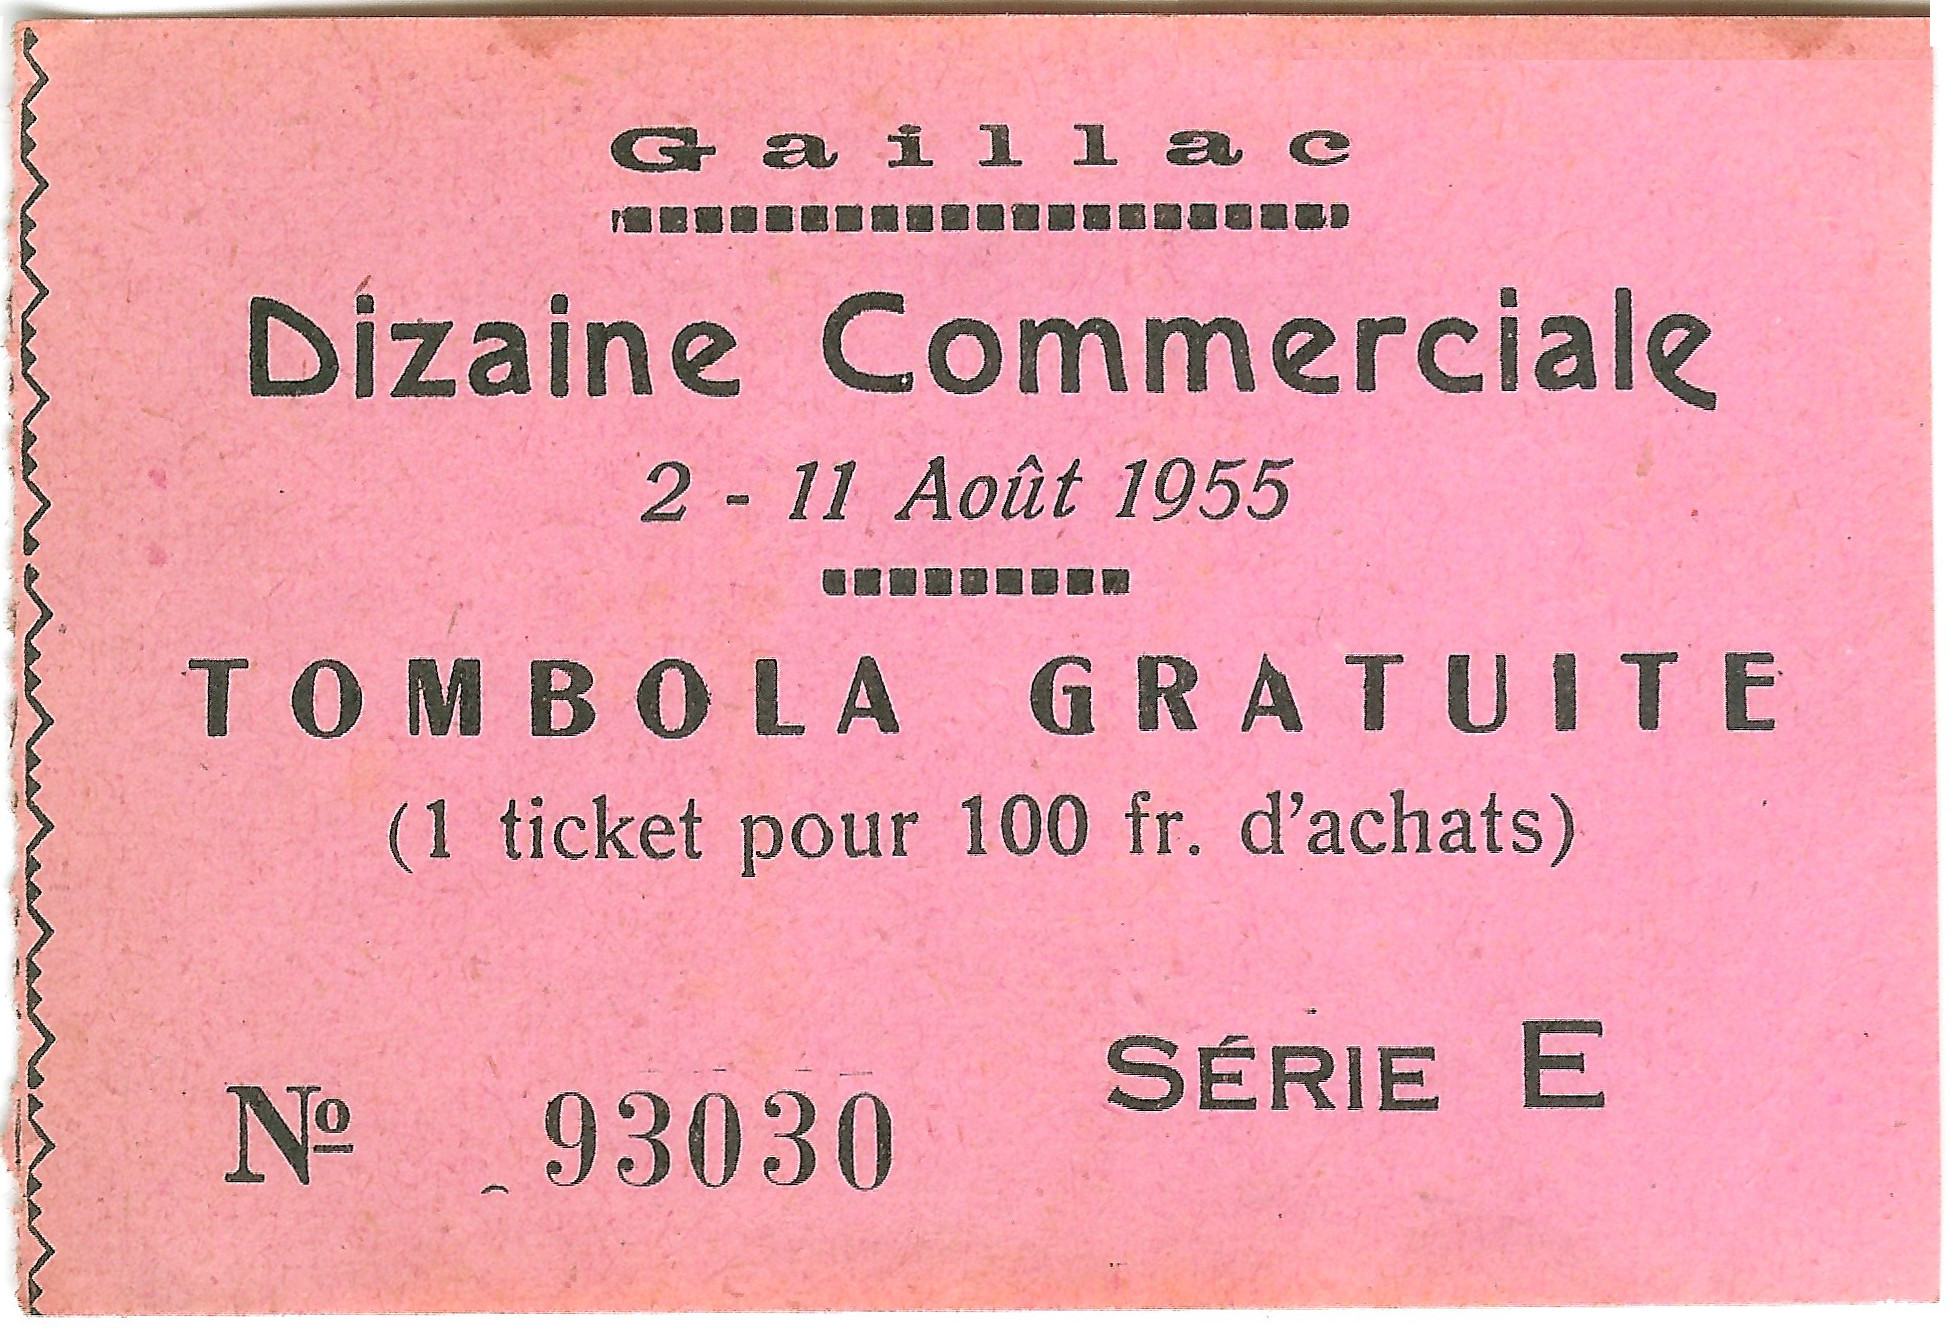 Gaillac
Dizaine Commerciale
2 - 11 Août 1955
TOMBOLA GRATUITE
(1 ticket pour 100 fr. d'achats)
SÉRIE E
Nº 93030